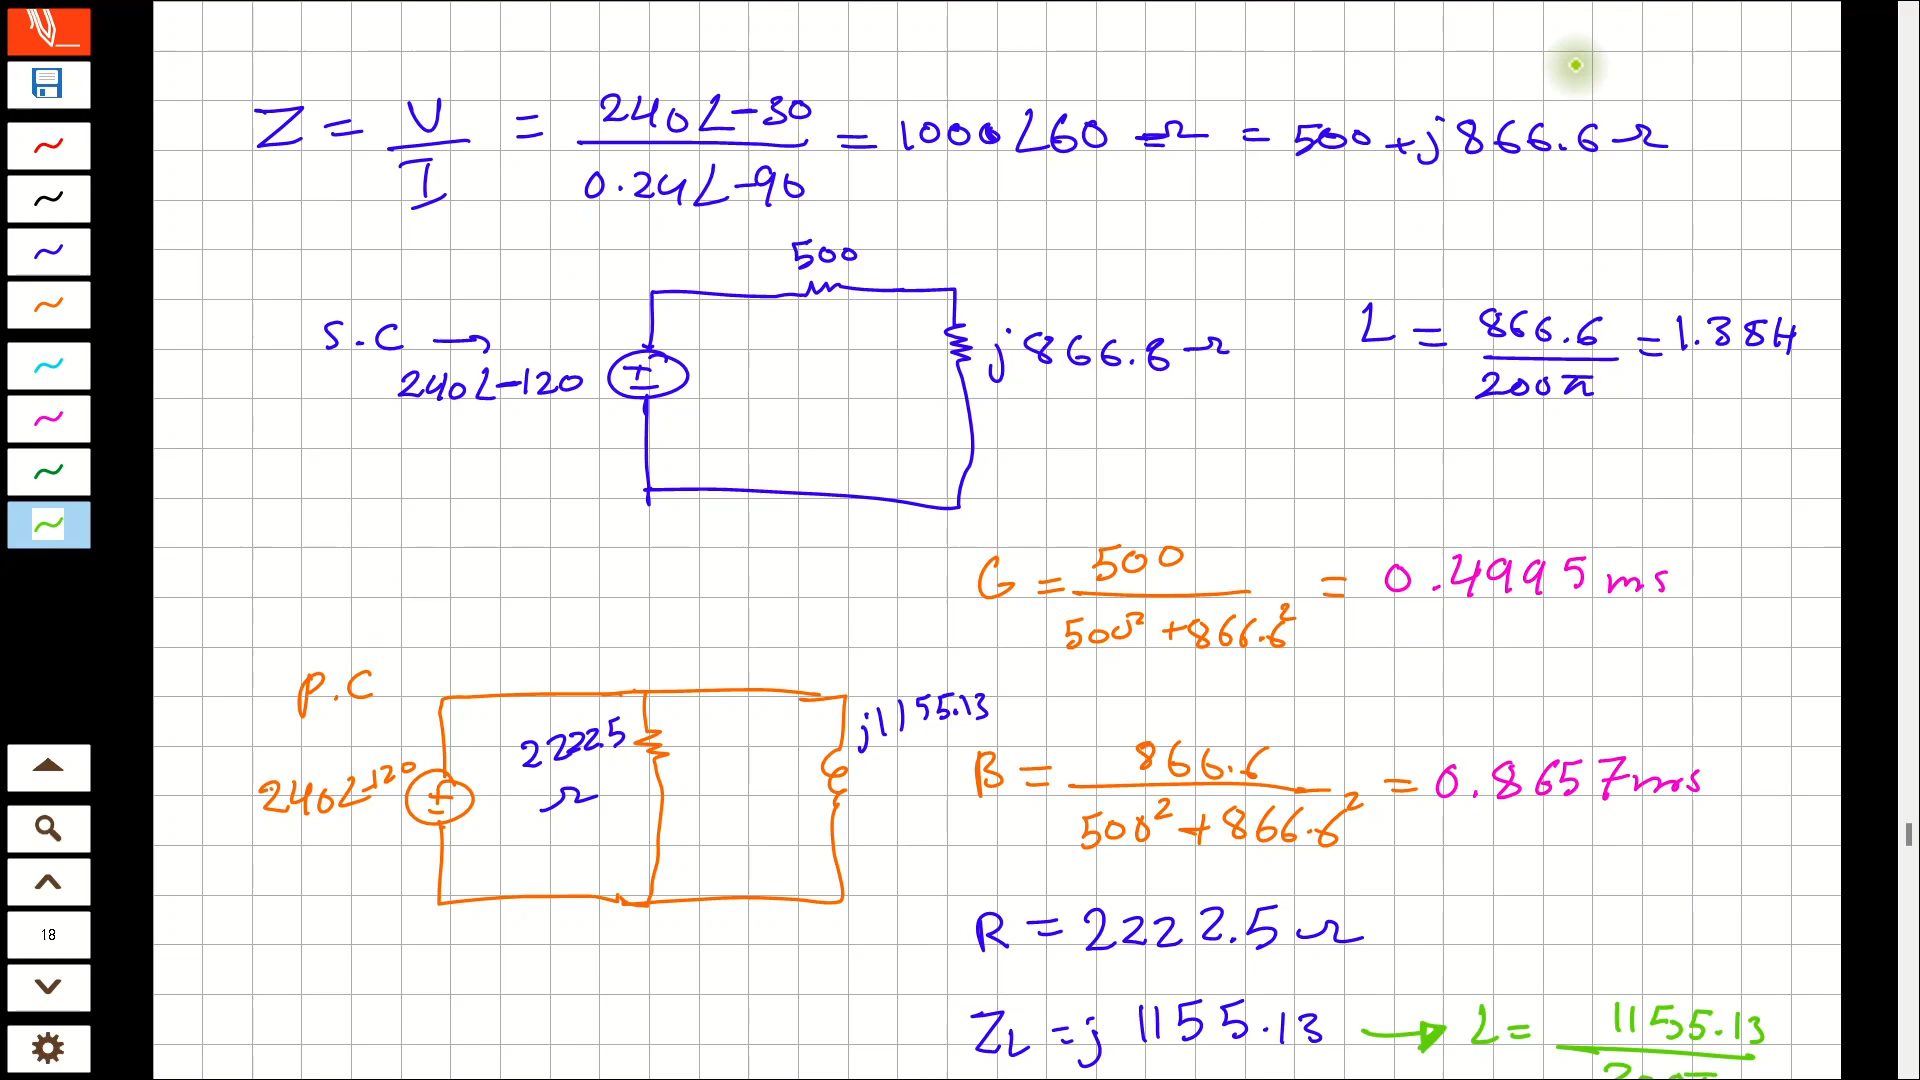 Z = V/I = 240∠-30 / 0.24∠-90 = 1000∠60 Ω = 500 + j866.6 Ω
500
S.C →
240∠-120
j866.6 Ω
L = 866.6 / 200π = 1.38H
G = 500 / 500² + 866.6² = 0.4995 ms
P.C
240∠-120
2222.5
Ω
j1155.13
B = 866.6 / 500² + 866.6² = 0.8657 ms
R = 2222.5 Ω
18
Z_L = j 1155.13 → L = 1155.13